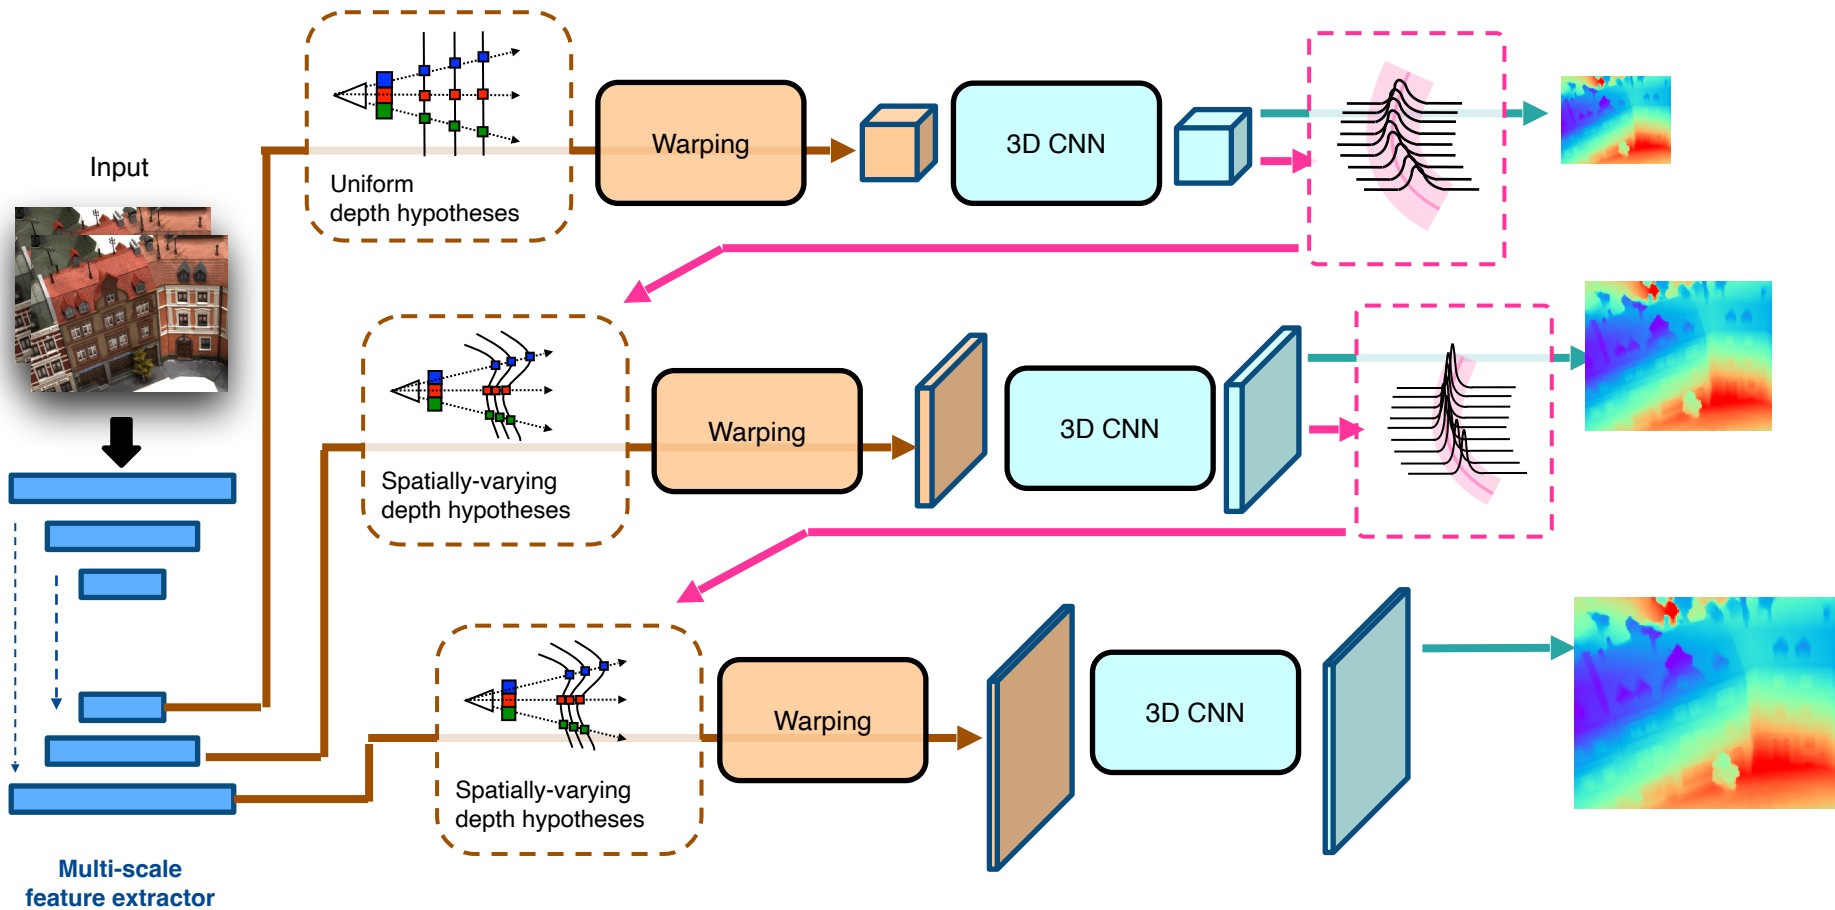 Input
Uniform
depth hypotheses
Warping
3D CNN
Spatially-varying
depth hypotheses
Warping
3D CNN
Spatially-varying
depth hypotheses
Warping
3D CNN
Multi-scale
feature extractor